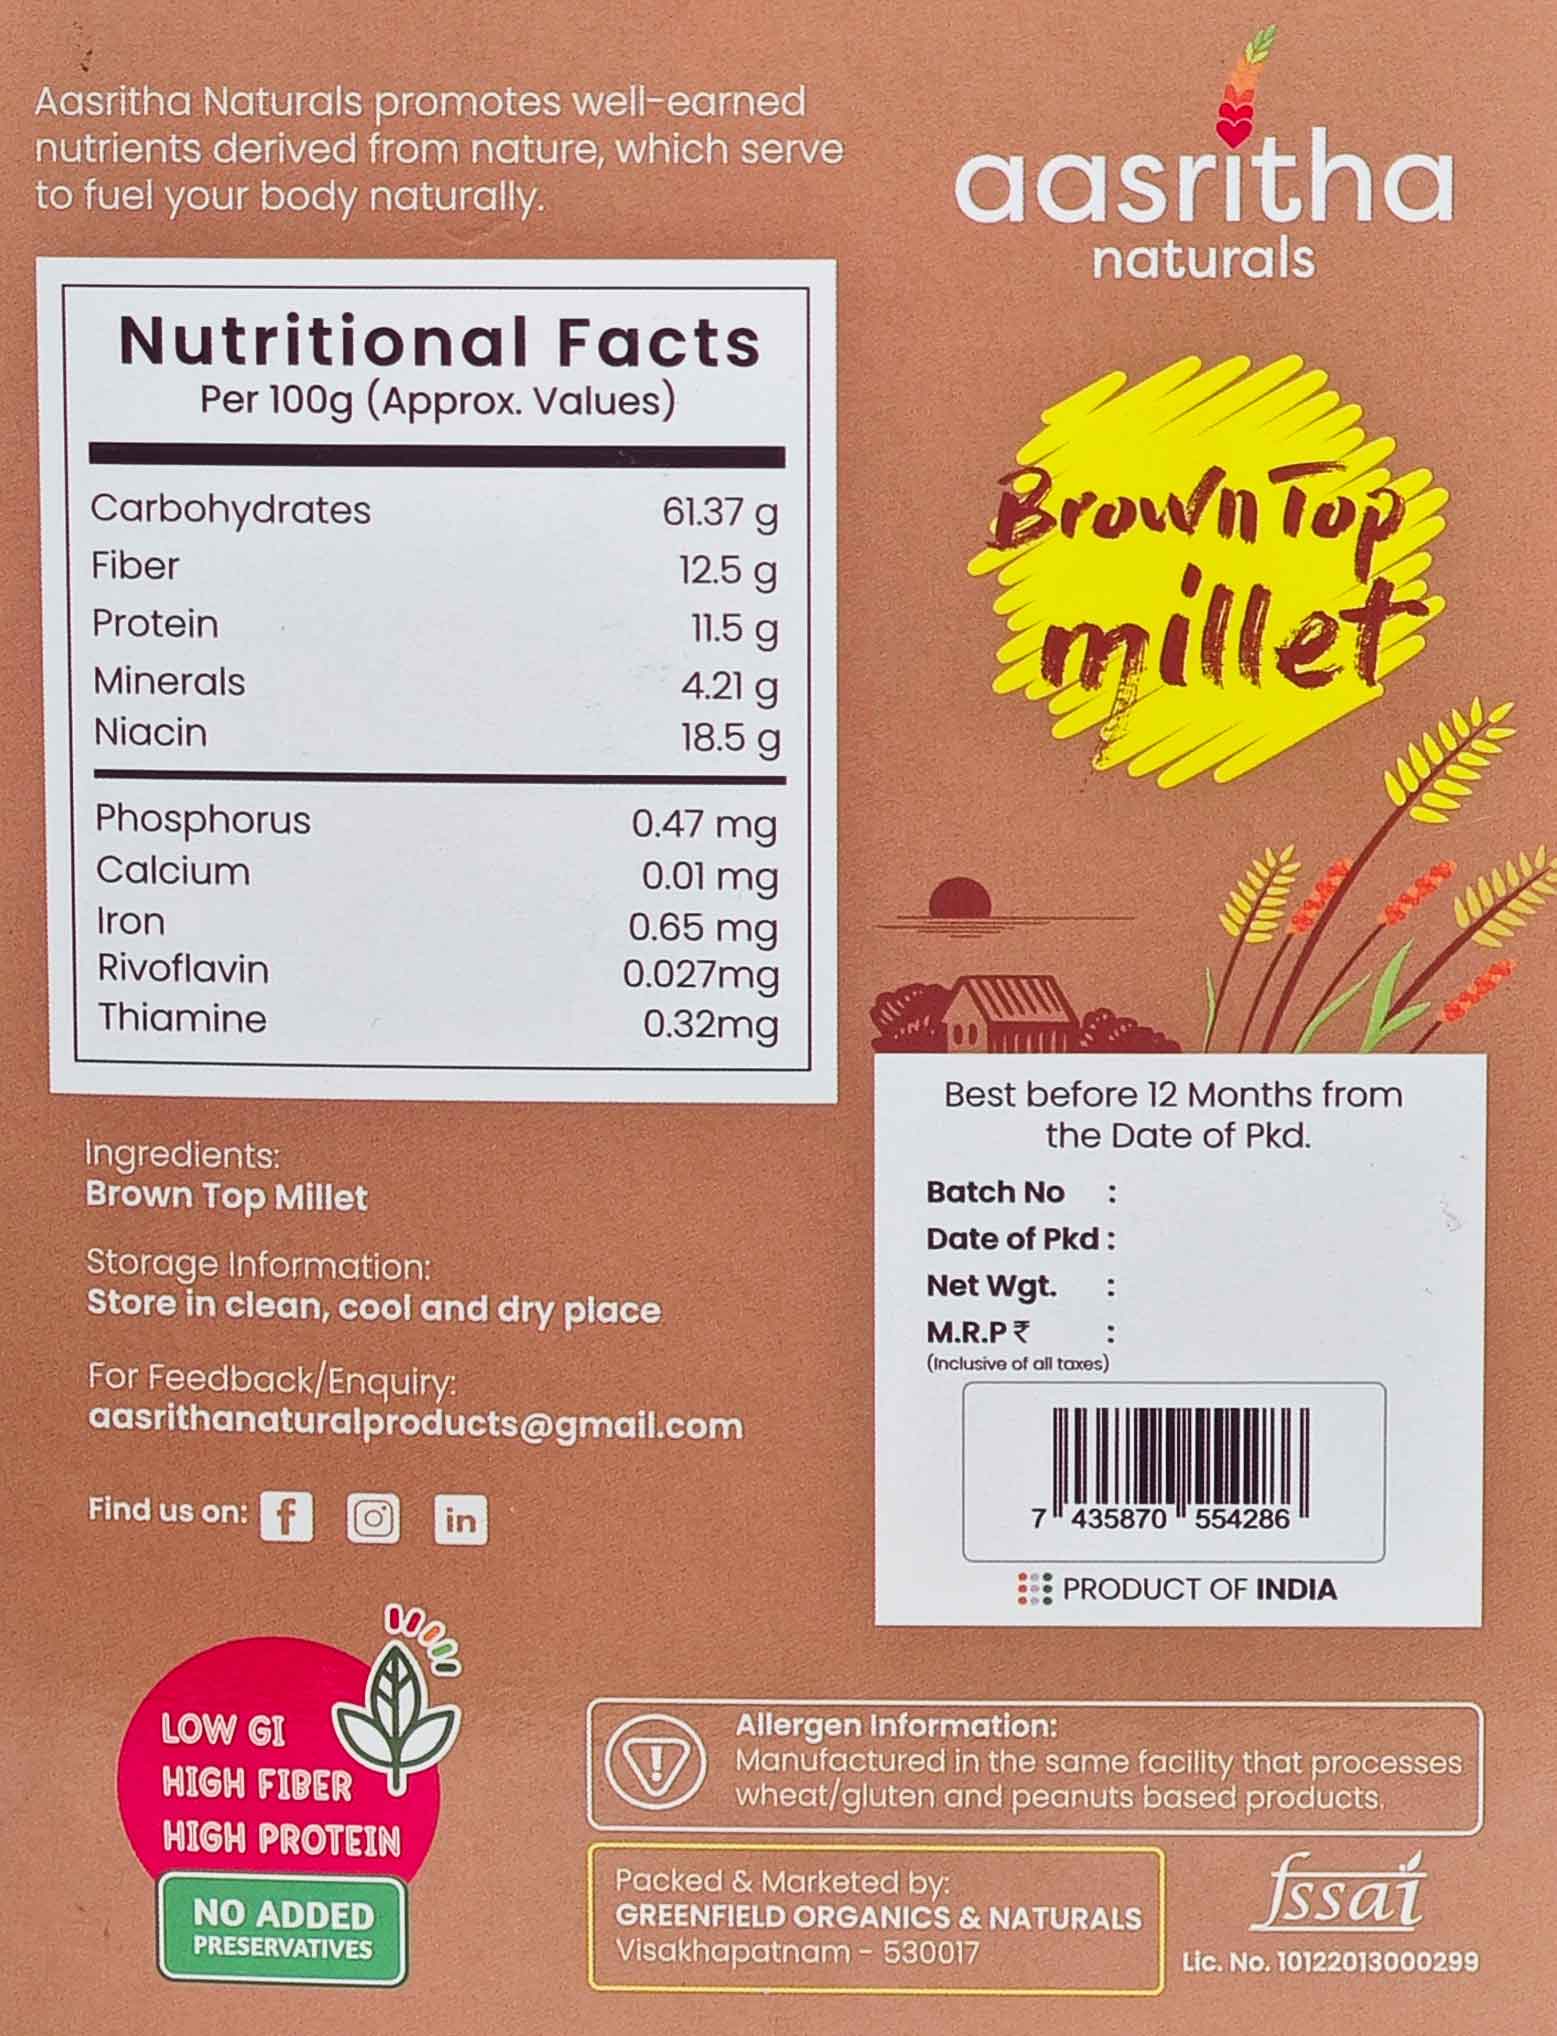 Aasritha Naturals promotes well-earned
nutrients derived from nature, which serve
to fuel your body naturally.
Nutritional Facts
Per 100g (Approx. Values)
Carbohydrates 61.37 g
Fiber 12.5 g
Protein 11.5 g
Minerals 4.21 g
Niacin 18.5 g
Phosphorus 0.47 mg
Calcium 0.01 mg
Iron 0.65 mg
Rivoflavin 0.027mg
Thiamine 0.32mg
Ingredients:
Brown Top Millet
Storage Information:
Store in clean, cool and dry place
For Feedback/Enquiry:
aasrithanaturalproducts@gmail.com
Find us on: f in
LOW GI
HIGH FIBER
HIGH PROTEIN
NO ADDED
PRESERVATIVES
aasritha
naturals
Brown Top
millet
Best before 12 Months from
the Date of Pkd.
Batch No :
Date of Pkd :
Net Wgt. :
M.R.P ₹ :
(Inclusive of all taxes)
7 435870 554286
PRODUCT OF INDIA
Allergen Information:
Manufactured in the same facility that processes
wheat/gluten and peanuts based products.
Packed & Marketed by:
GREENFIELD ORGANICS & NATURALS
Visakhapatnam - 530017
fssai
Lic. No. 10122013000299